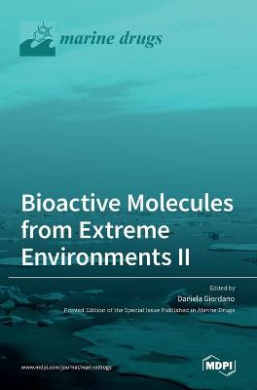 marine drugs
Bioactive Molecules
from Extreme
Environments II
Edited by
Daniela Giordano
Printed Edition of the Special Issue Published in Marine Drugs
www.mdpi.com/journal/marinedrugs
MDPI